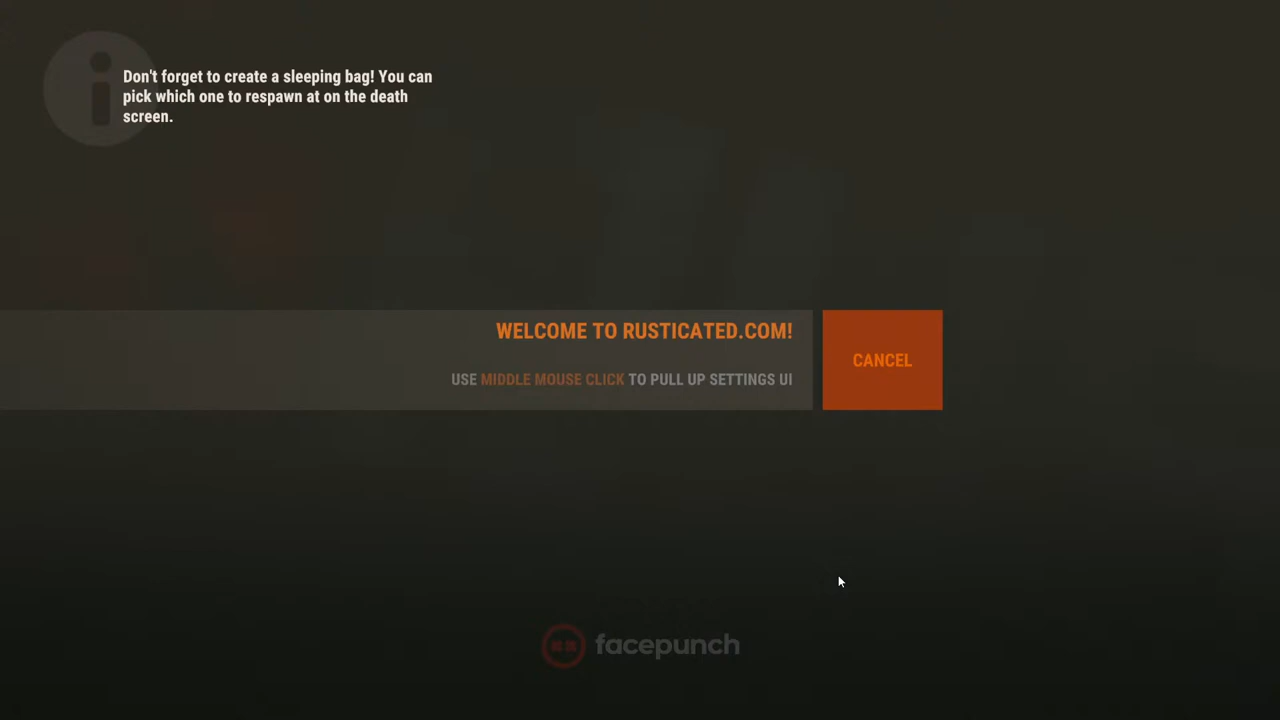 Don't forget to create a sleeping bag! You can
pick which one to respawn at on the death
screen.
WELCOME TO RUSTICATED.COM!
CANCEL
USE MIDDLE MOUSE CLICK TO PULL UP SETTINGS UI
facepunch